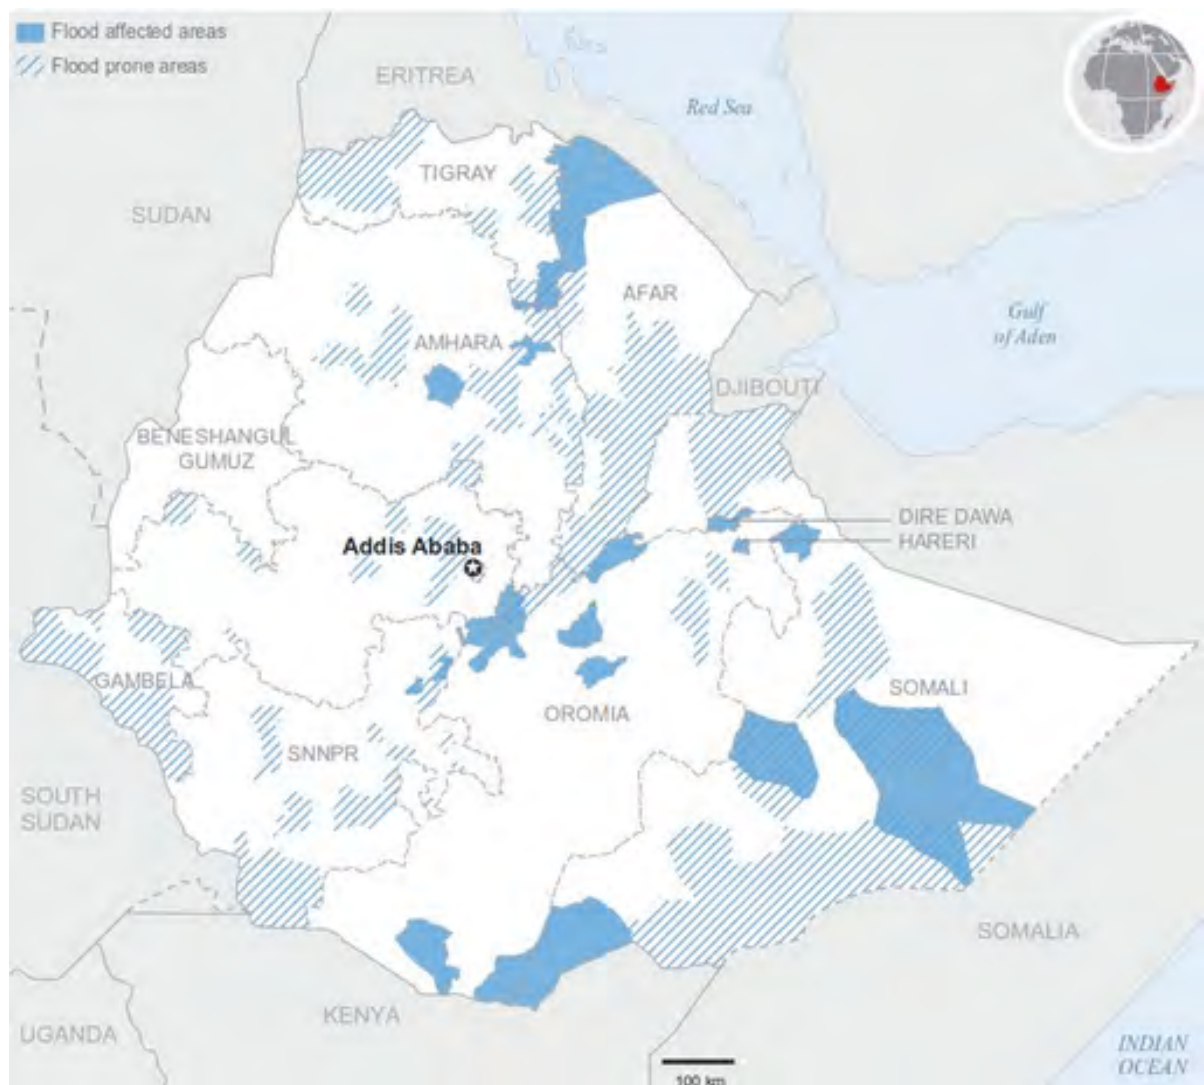 Flood affected areas
Flood prone areas
ERITREA
Red Sea
TIGRAY
SUDAN
AFAR
Gulf
of Aden
AMHARA
DJIBOUTI
BENESHANGUL
GUMUZ
DIRE DAWA
HARERI
Addis Ababa
GAMBELA
SOMALI
OROMIA
SNNPR
SOUTH
SUDAN
SOMALIA
KENYA
UGANDA
INDIAN
OCEAN
100 km